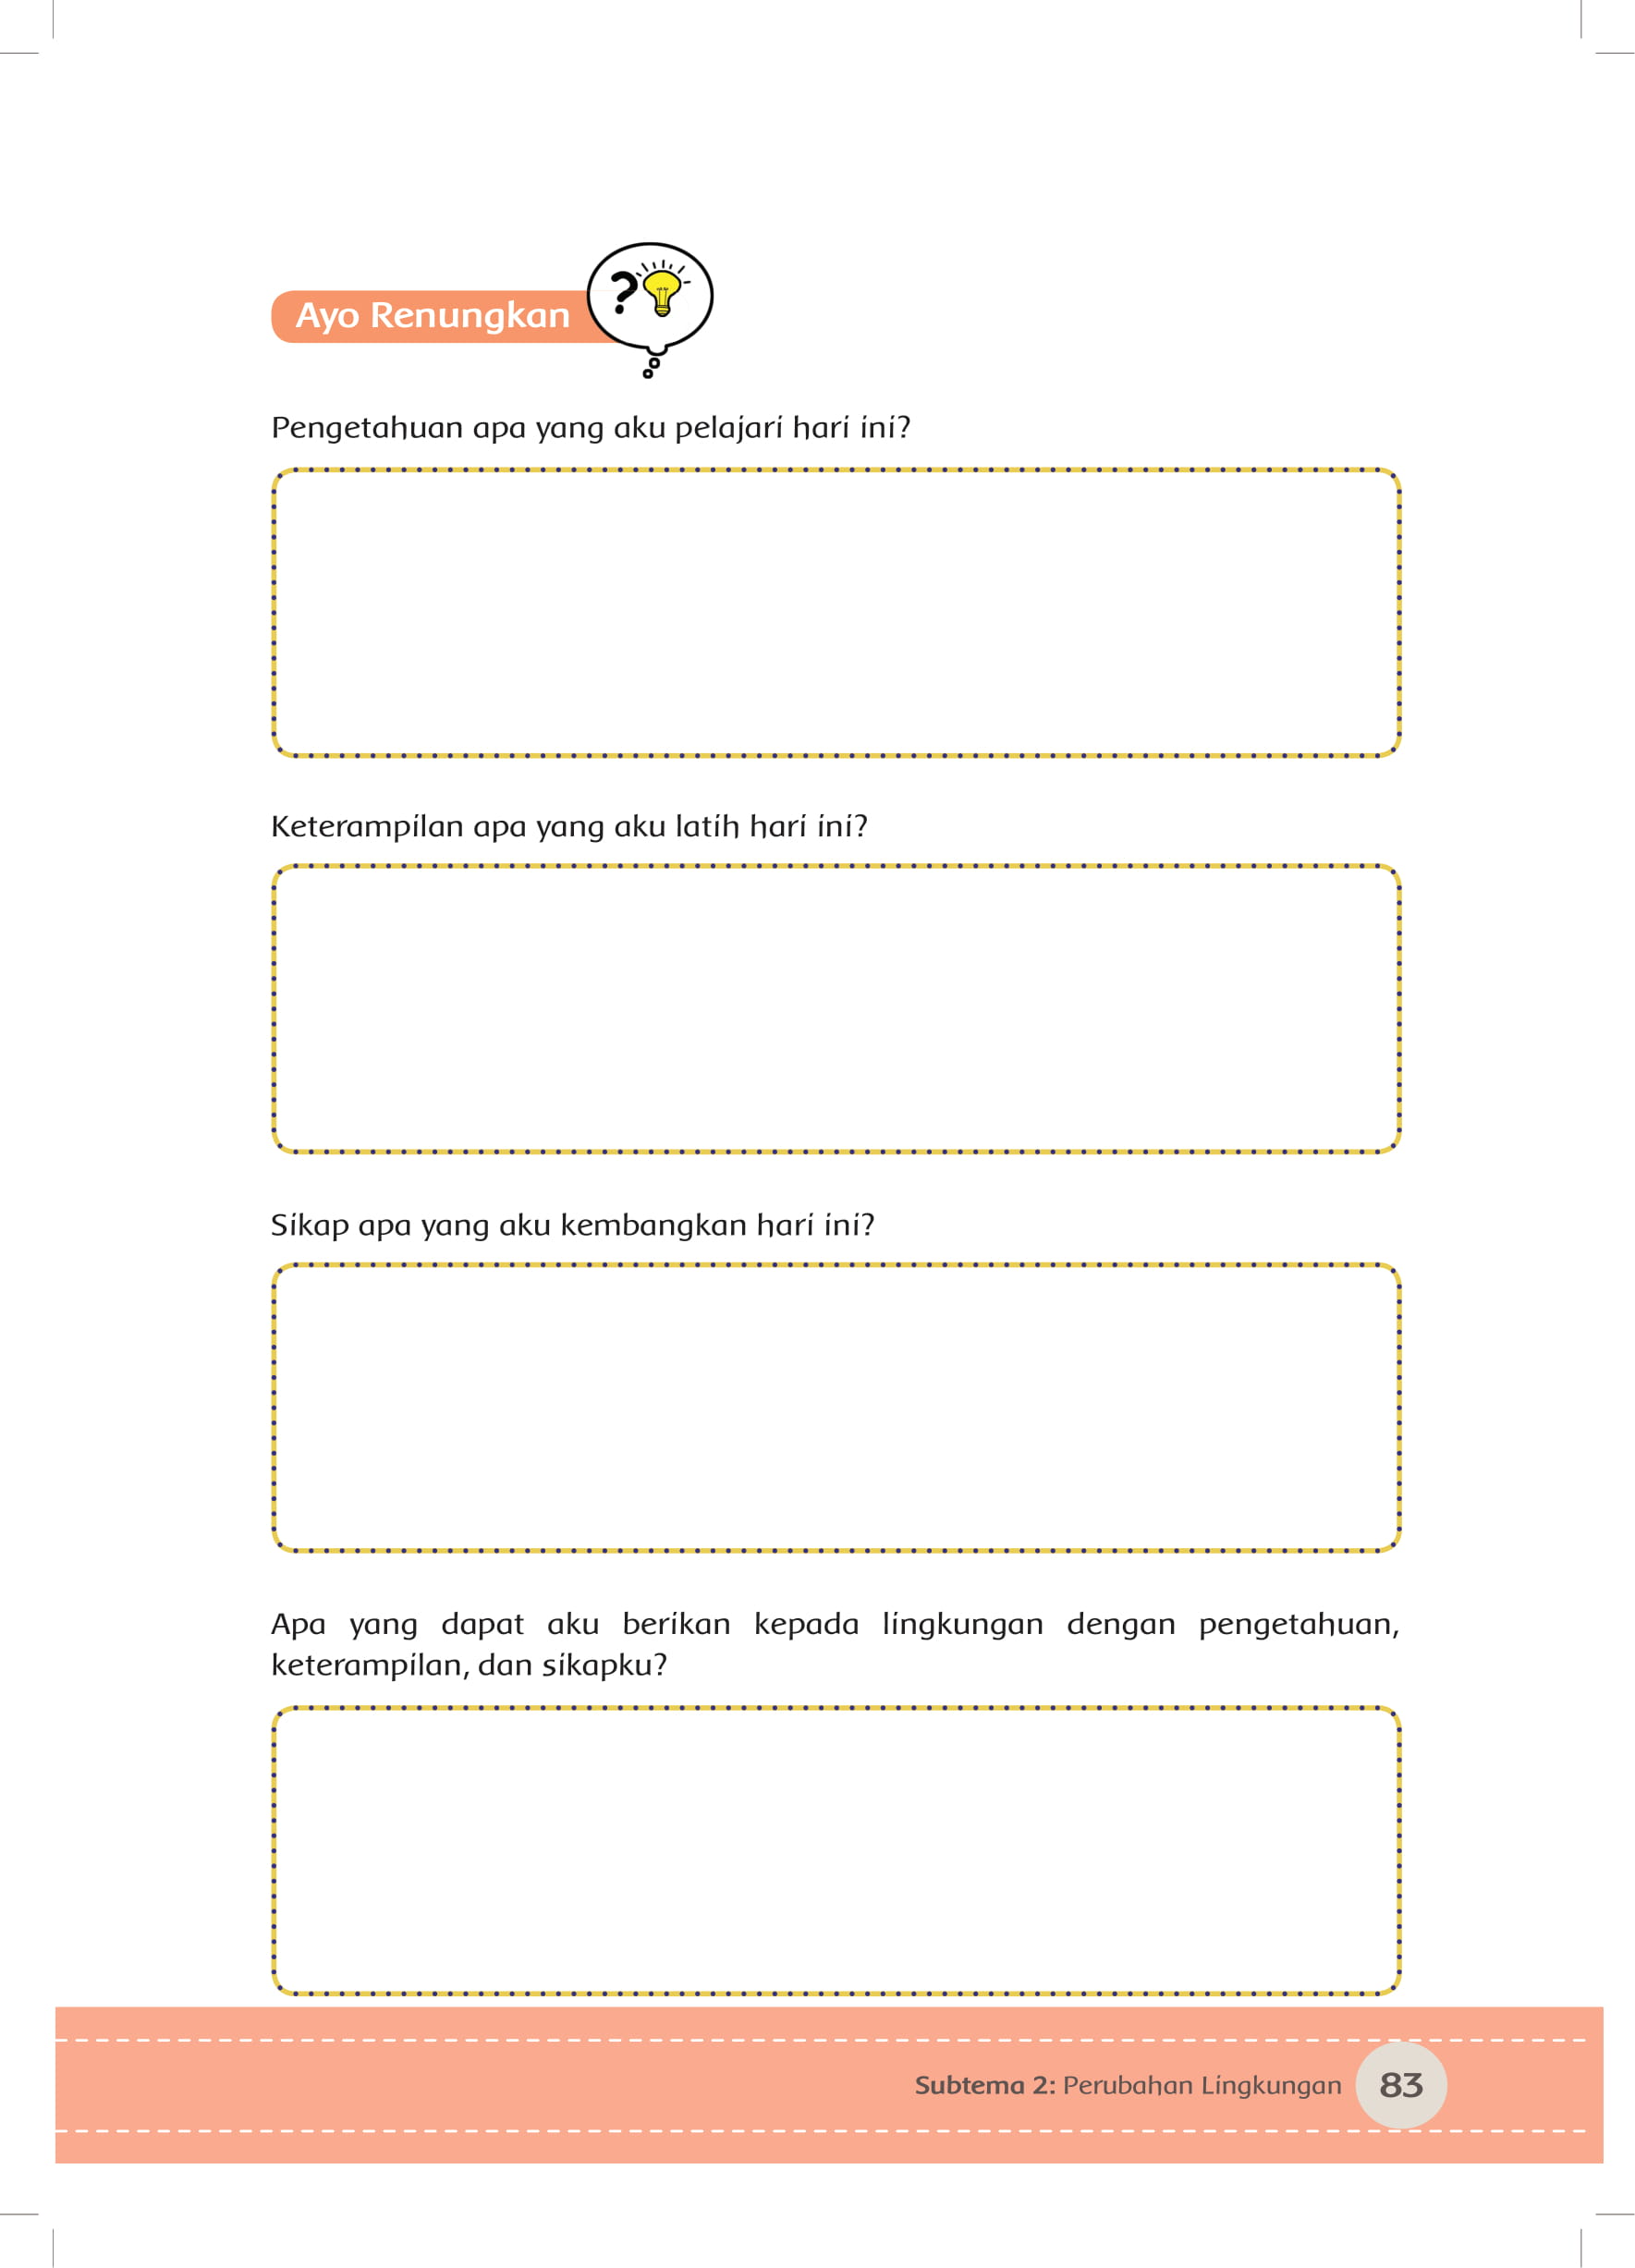 Ayo Renungkan
Pengetahuan apa yang aku pelajari hari ini?
Keterampilan apa yang aku latih hari ini?
Sikap apa yang aku kembangkan hari ini?
Apa yang dapat aku berikan kepada lingkungan dengan pengetahuan,
keterampilan, dan sikapku?
Subtema 2: Perubahan Lingkungan 83